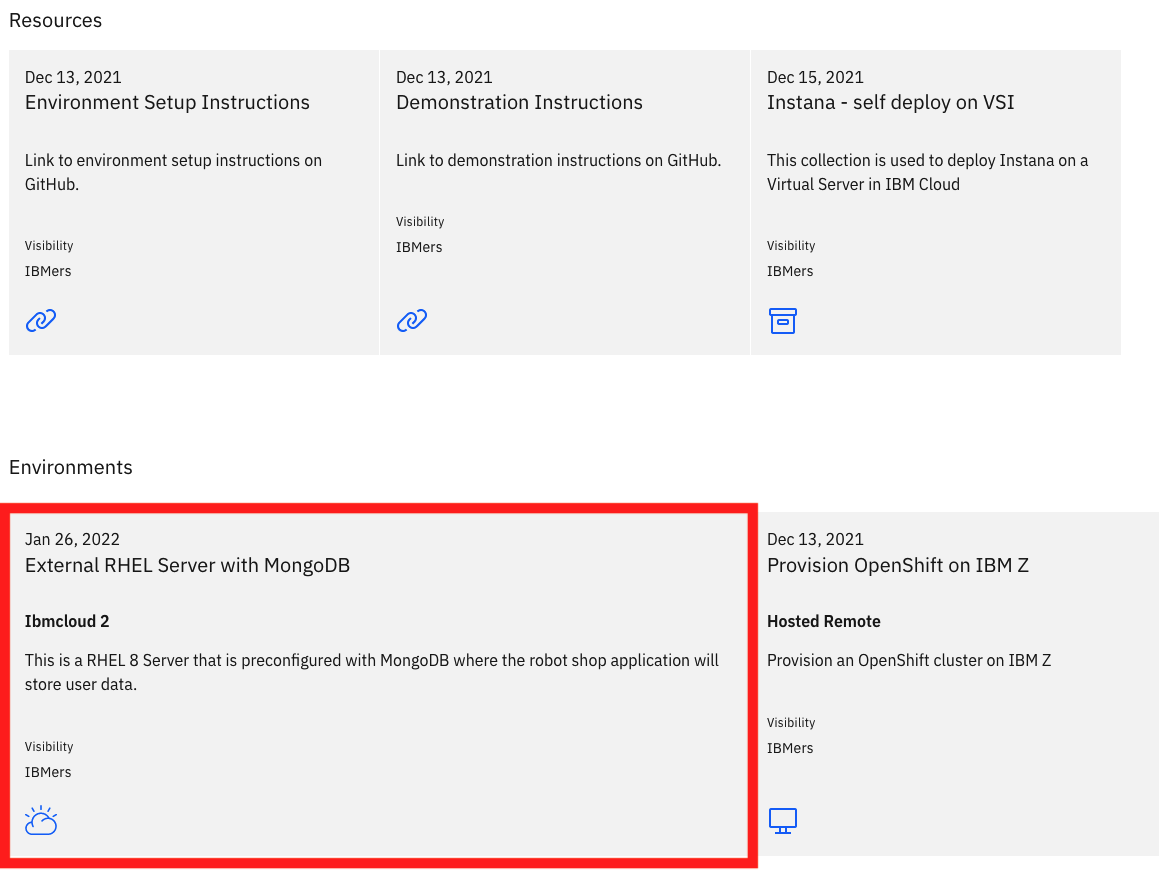 Resources
Dec 13, 2021
Environment Setup Instructions
Link to environment setup instructions on
GitHub.
Visibility
IBMers
Dec 13, 2021
Demonstration Instructions
Link to demonstration instructions on GitHub.
Visibility
IBMers
Dec 15, 2021
Instana - self deploy on VSI
This collection is used to deploy Instana on a
Virtual Server in IBM Cloud
Visibility
IBMers
Environments
Jan 26, 2022
External RHEL Server with MongoDB
Ibmcloud 2
This is a RHEL 8 Server that is preconfigured with MongoDB where the robot shop application will
store user data.
Visibility
IBMers
Dec 13, 2021
Provision OpenShift on IBM Z
Hosted Remote
Provision an OpenShift cluster on IBM Z
Visibility
IBMers